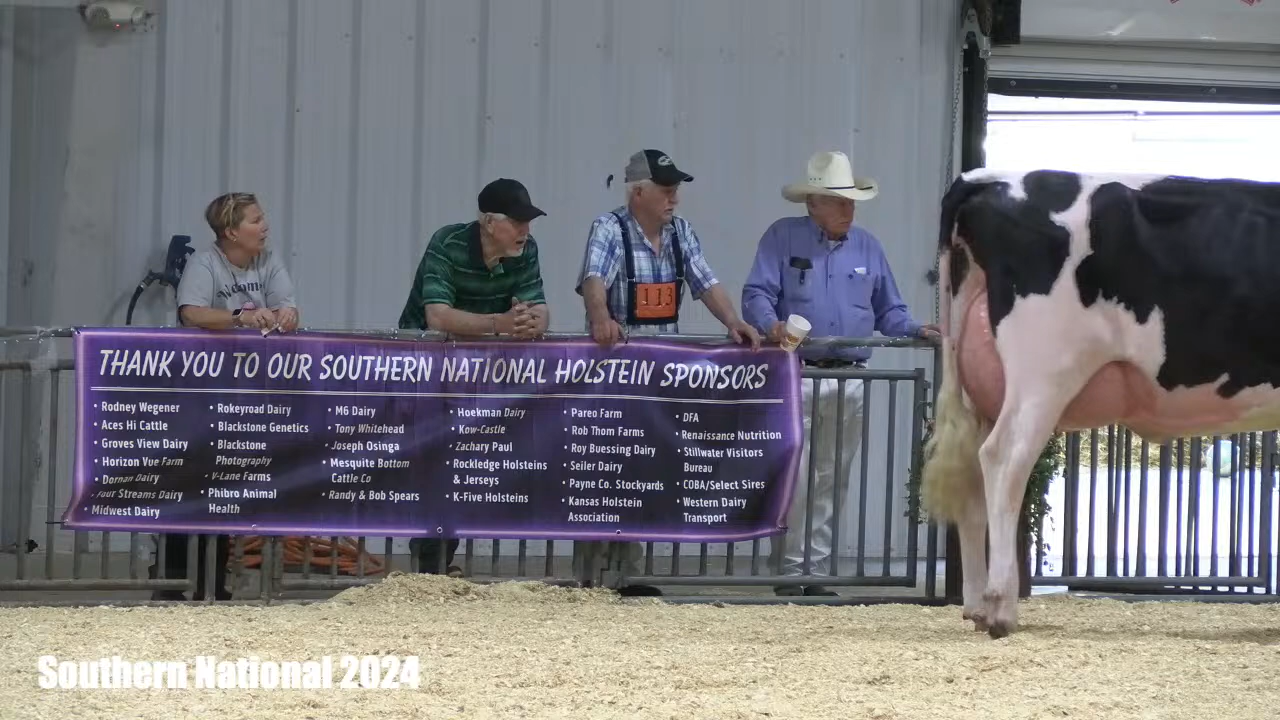 Welcome
113
THANK YOU TO OUR SOUTHERN NATIONAL HOLSTEIN SPONSORS
• Rodney Wegener
• Aces Hi Cattle
• Groves View Dairy
• Horizon Vue Farm
• Dornan Dairy
• Four Streams Dairy
• Midwest Dairy
• Rokeyroad Dairy
• Blackstone Genetics
• Blackstone
Photography
• V-Lane Farms
• Phibro Animal
Health
• M6 Dairy
• Tony Whitehead
• Joseph Osinga
• Mesquite Bottom
Cattle Co
• Randy & Bob Spears
• Hoekman Dairy
• Kow-Castle
• Zachary Paul
• Rockledge Holsteins
& Jerseys
• K-Five Holsteins
• Pareo Farm
• Rob Thom Farms
• Roy Buessing Dairy
• Seiler Dairy
• Payne Co. Stockyards
• Kansas Holstein
Association
• DFA
• Renaissance Nutrition
• Stillwater Visitors
Bureau
• COBA/Select Sires
• Western Dairy
Transport
Southern National 2024